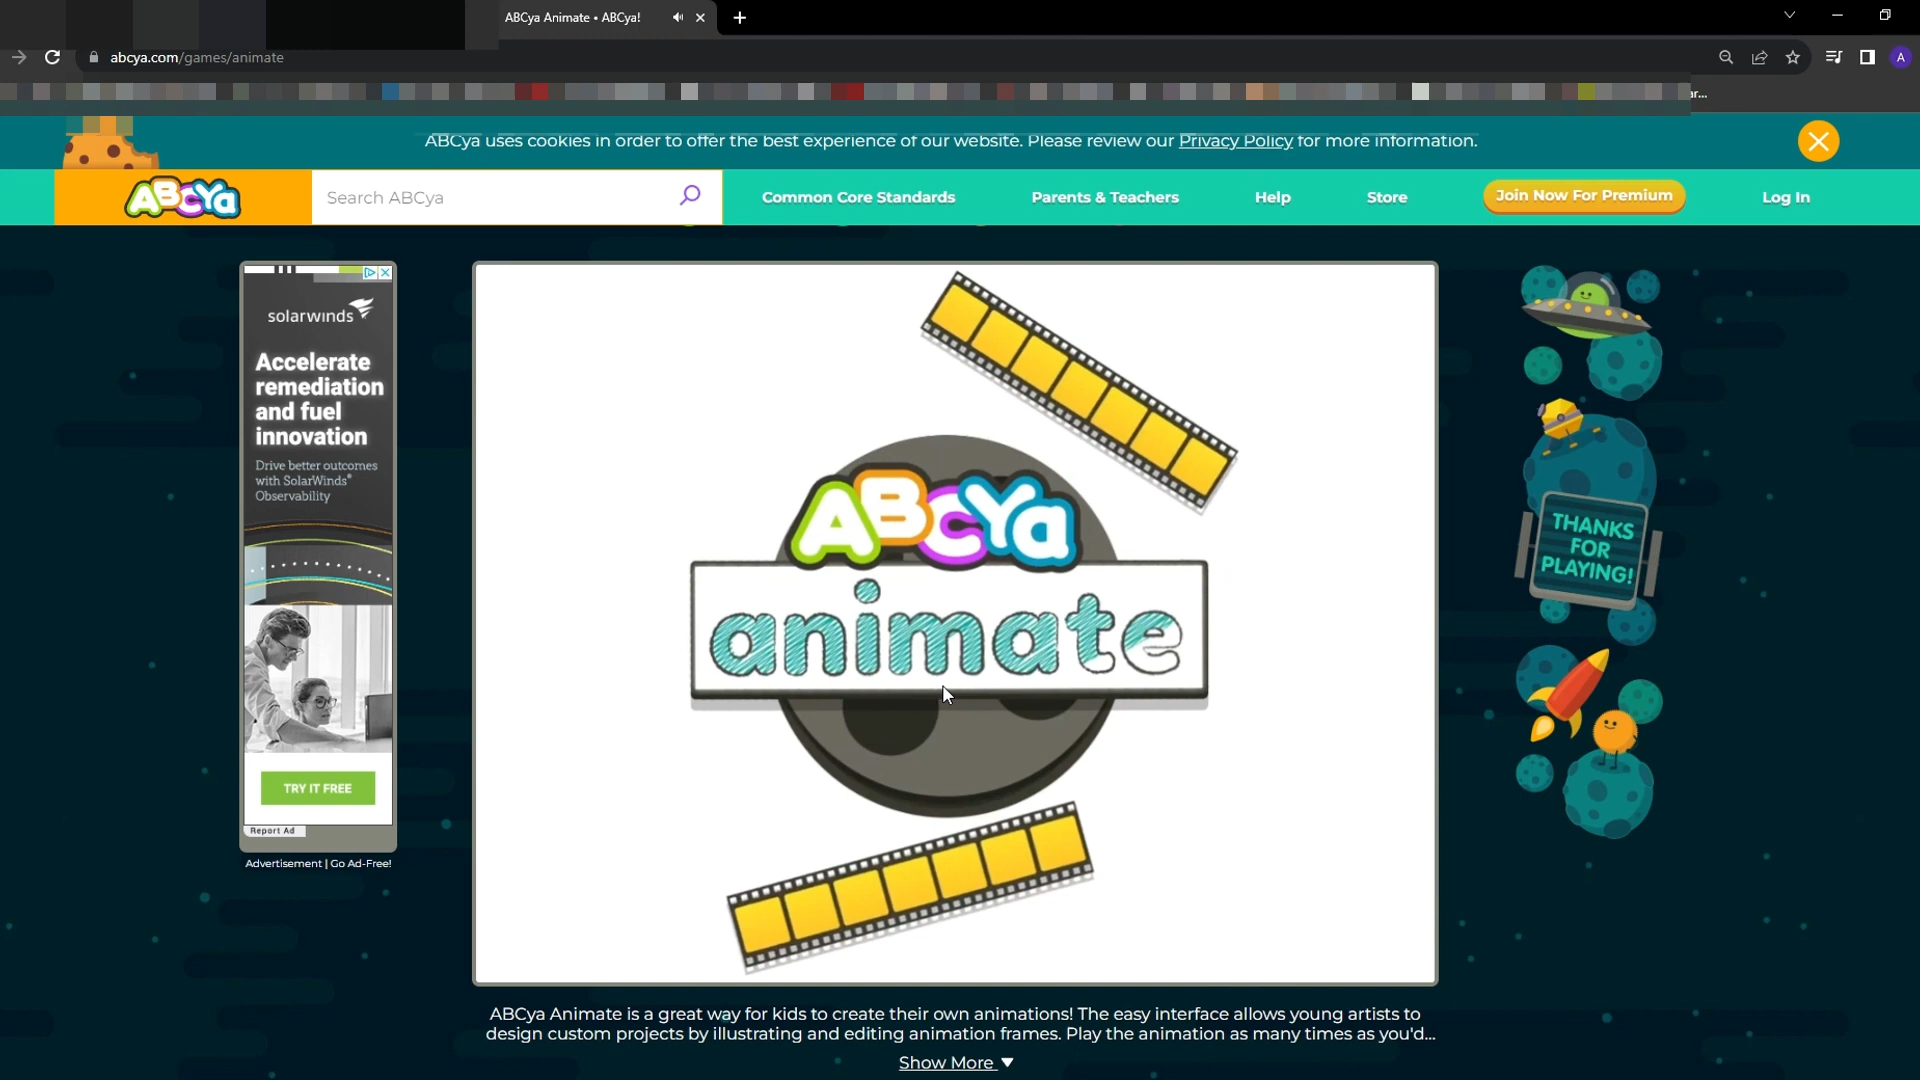 ABCya Animate • ABCya!
abcya.com/games/animate
A
ar...
ABCya uses cookies in order to offer the best experience of our website. Please review our Privacy Policy for more information.
ABCYa
Search ABCya
Common Core Standards
Parents & Teachers
Help
Store
Join Now For Premium
Log In
solarwinds
Accelerate
remediation
and fuel
innovation
Drive better outcomes
with SolarWinds®
Observability
TRY IT FREE
Report Ad
Advertisement | Go Ad-Free!
ABCYa
animate
THANKS
FOR
PLAYING!
ABCya Animate is a great way for kids to create their own animations! The easy interface allows young artists to
design custom projects by illustrating and editing animation frames. Play the animation as many times as you'd...
Show More